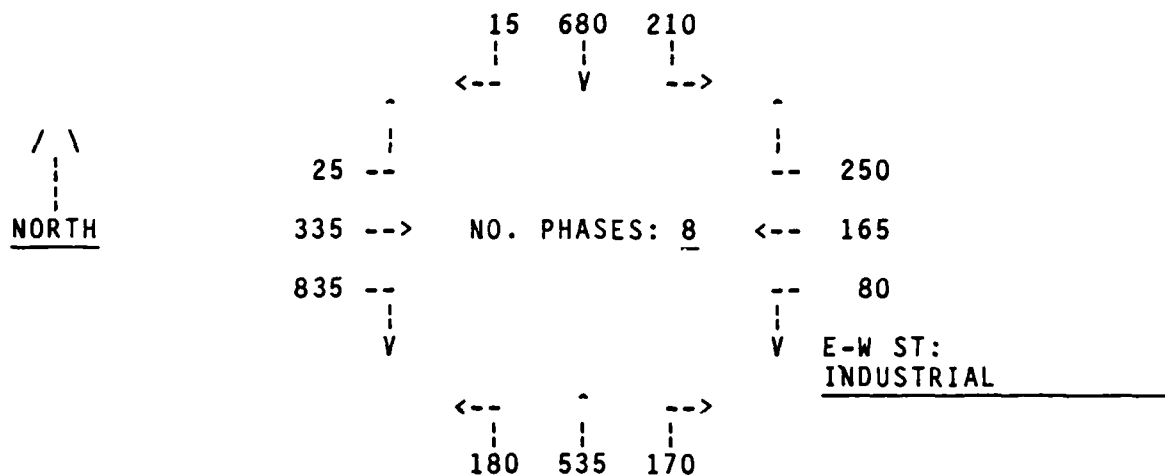 15 680 210
<-- V -->
25 -- -- 250
NORTH 335 --> NO. PHASES: 8 <-- 165
835 -- -- 80
V V E-W ST:
INDUSTRIAL
<-- -->
180 535 170